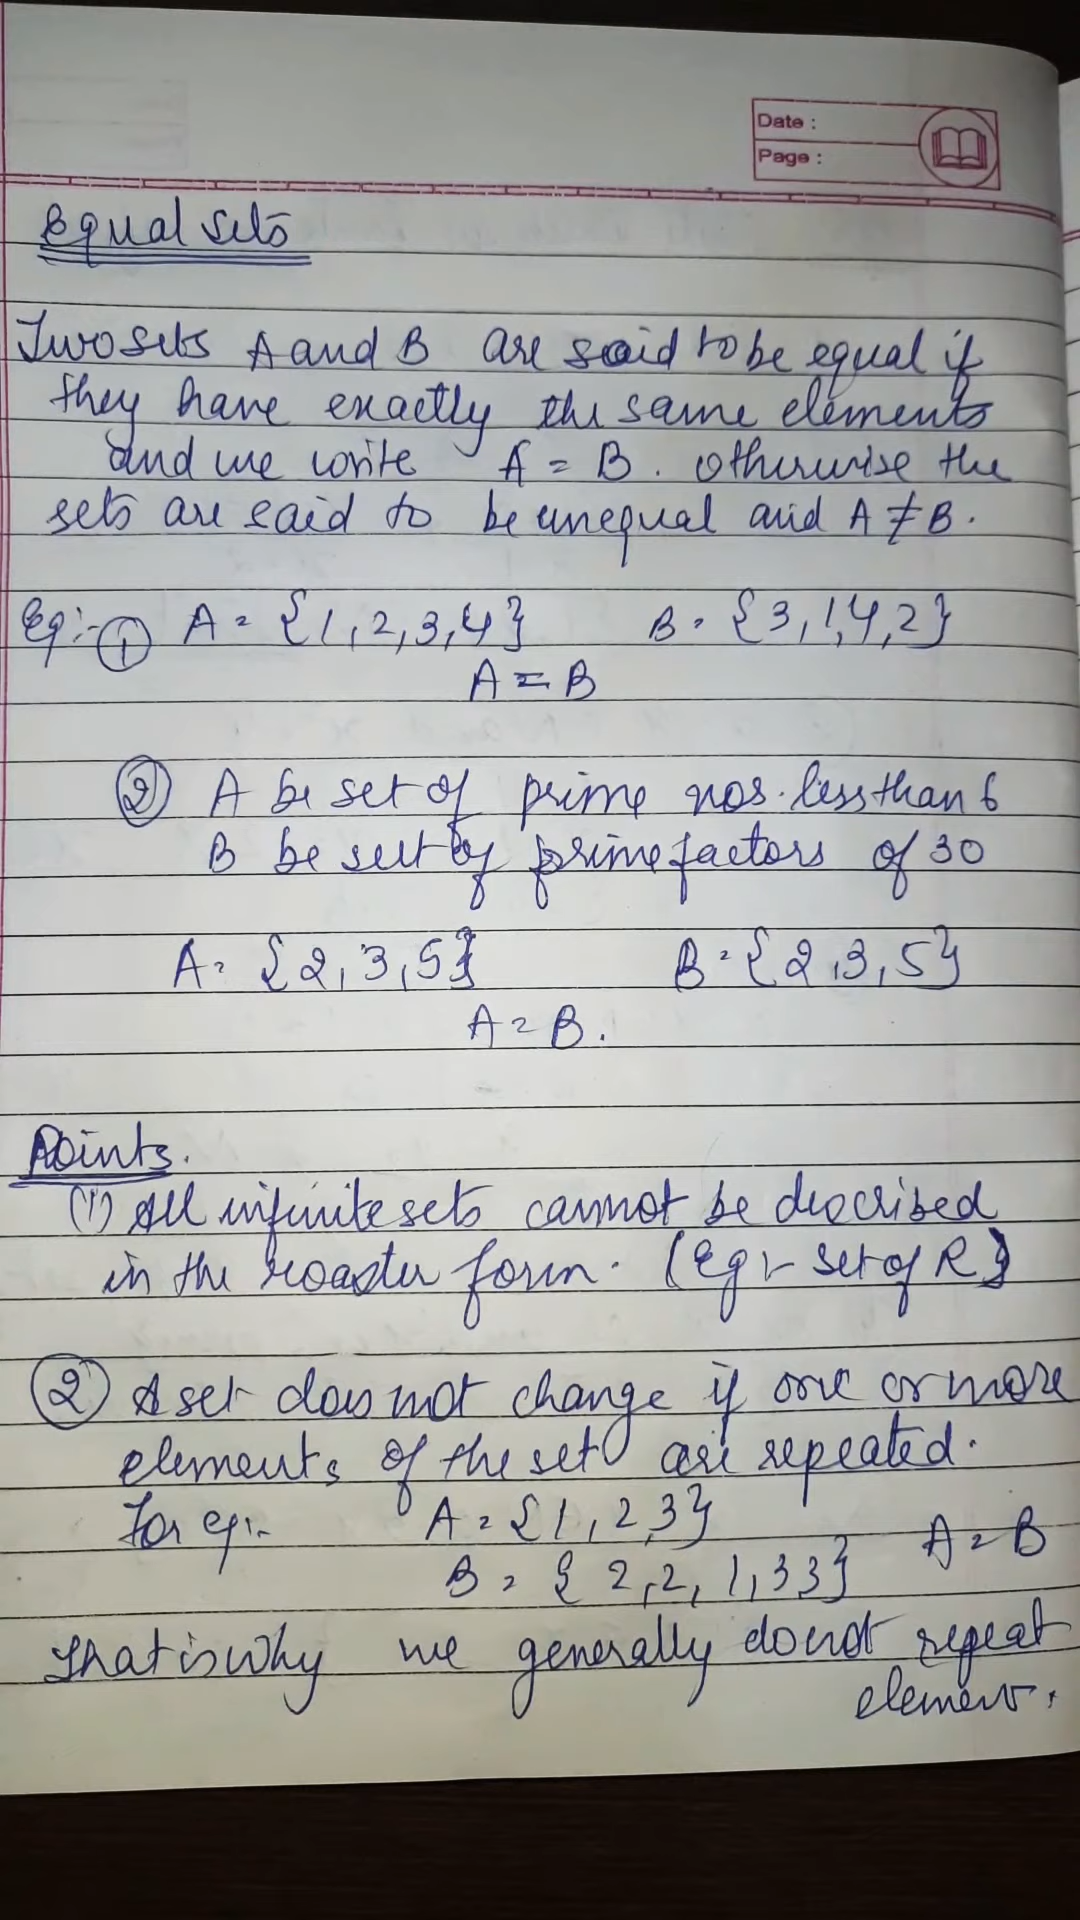 Date :
Page :
Equal sets
Two sets A and B are said to be equal if
they have exactly the same elements
and we write A = B. otherwise the
sets are said to be unequal and A ≠ B.
Eg:- ① A = {1, 2, 3, 4} B = {3, 1, 4, 2}
A = B
② A be set of prime nos. less than 6
B be set of prime factors of 30
A = {2, 3, 5} B = {2, 3, 5}
A = B.
Points.
(1) All infinite sets cannot be described
in the roaster form. (Eg:- set of R)
② A set does not change if one or more
elements of the set are repeated.
For eg:- A = {1, 2 3}
B = {2, 2, 1, 3 3} A = B
That is why we generally do not repeat
element.